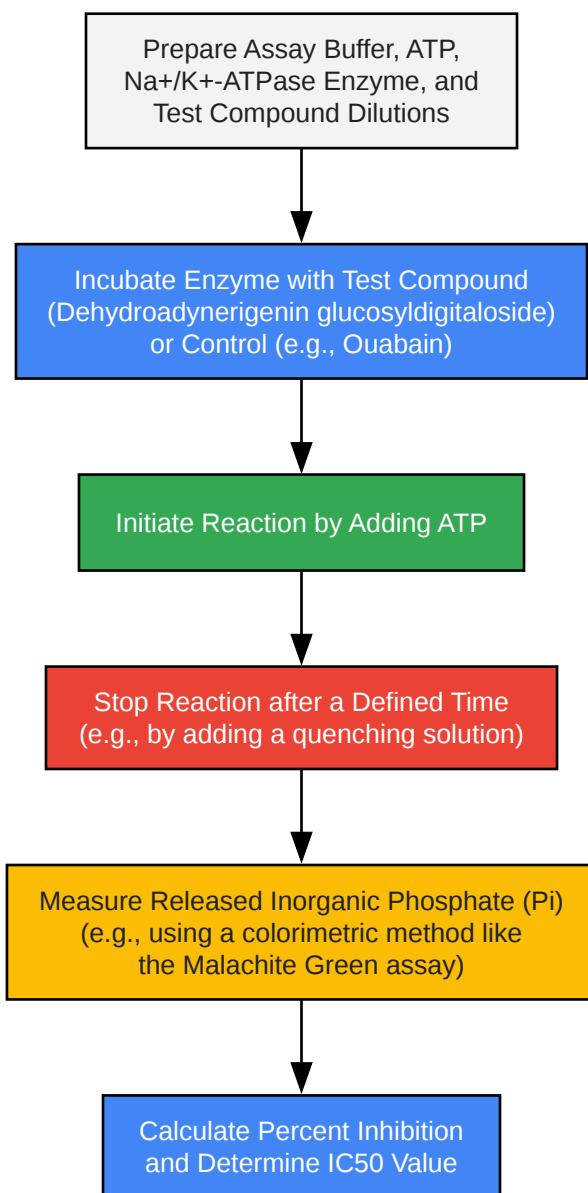 Prepare Assay Buffer, ATP,
Na+/K+-ATPase Enzyme, and
Test Compound Dilutions
Incubate Enzyme with Test Compound
(Dehydroadynerigenin glucosyldigitaloside)
or Control (e.g., Ouabain)
Initiate Reaction by Adding ATP
Stop Reaction after a Defined Time
(e.g., by adding a quenching solution)
Measure Released Inorganic Phosphate (Pi)
(e.g., using a colorimetric method like
the Malachite Green assay)
Calculate Percent Inhibition
and Determine IC50 Value